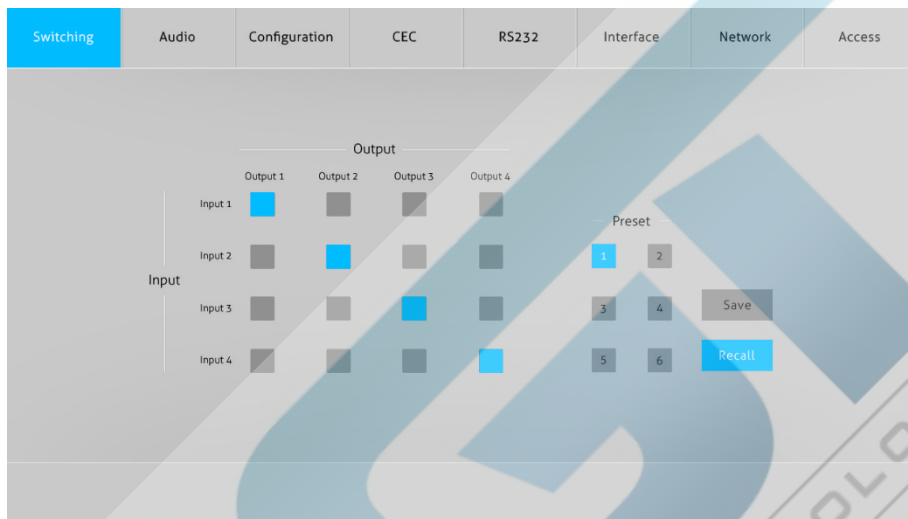 Switching Audio Configuration CEC RS232 Interface Network Access
Output
Output 1 Output 2 Output 3 Output 4
Input 1
Preset
Input 2
1 2
Input
Input 3
3 4
Save
Input 4
5 6
Recall